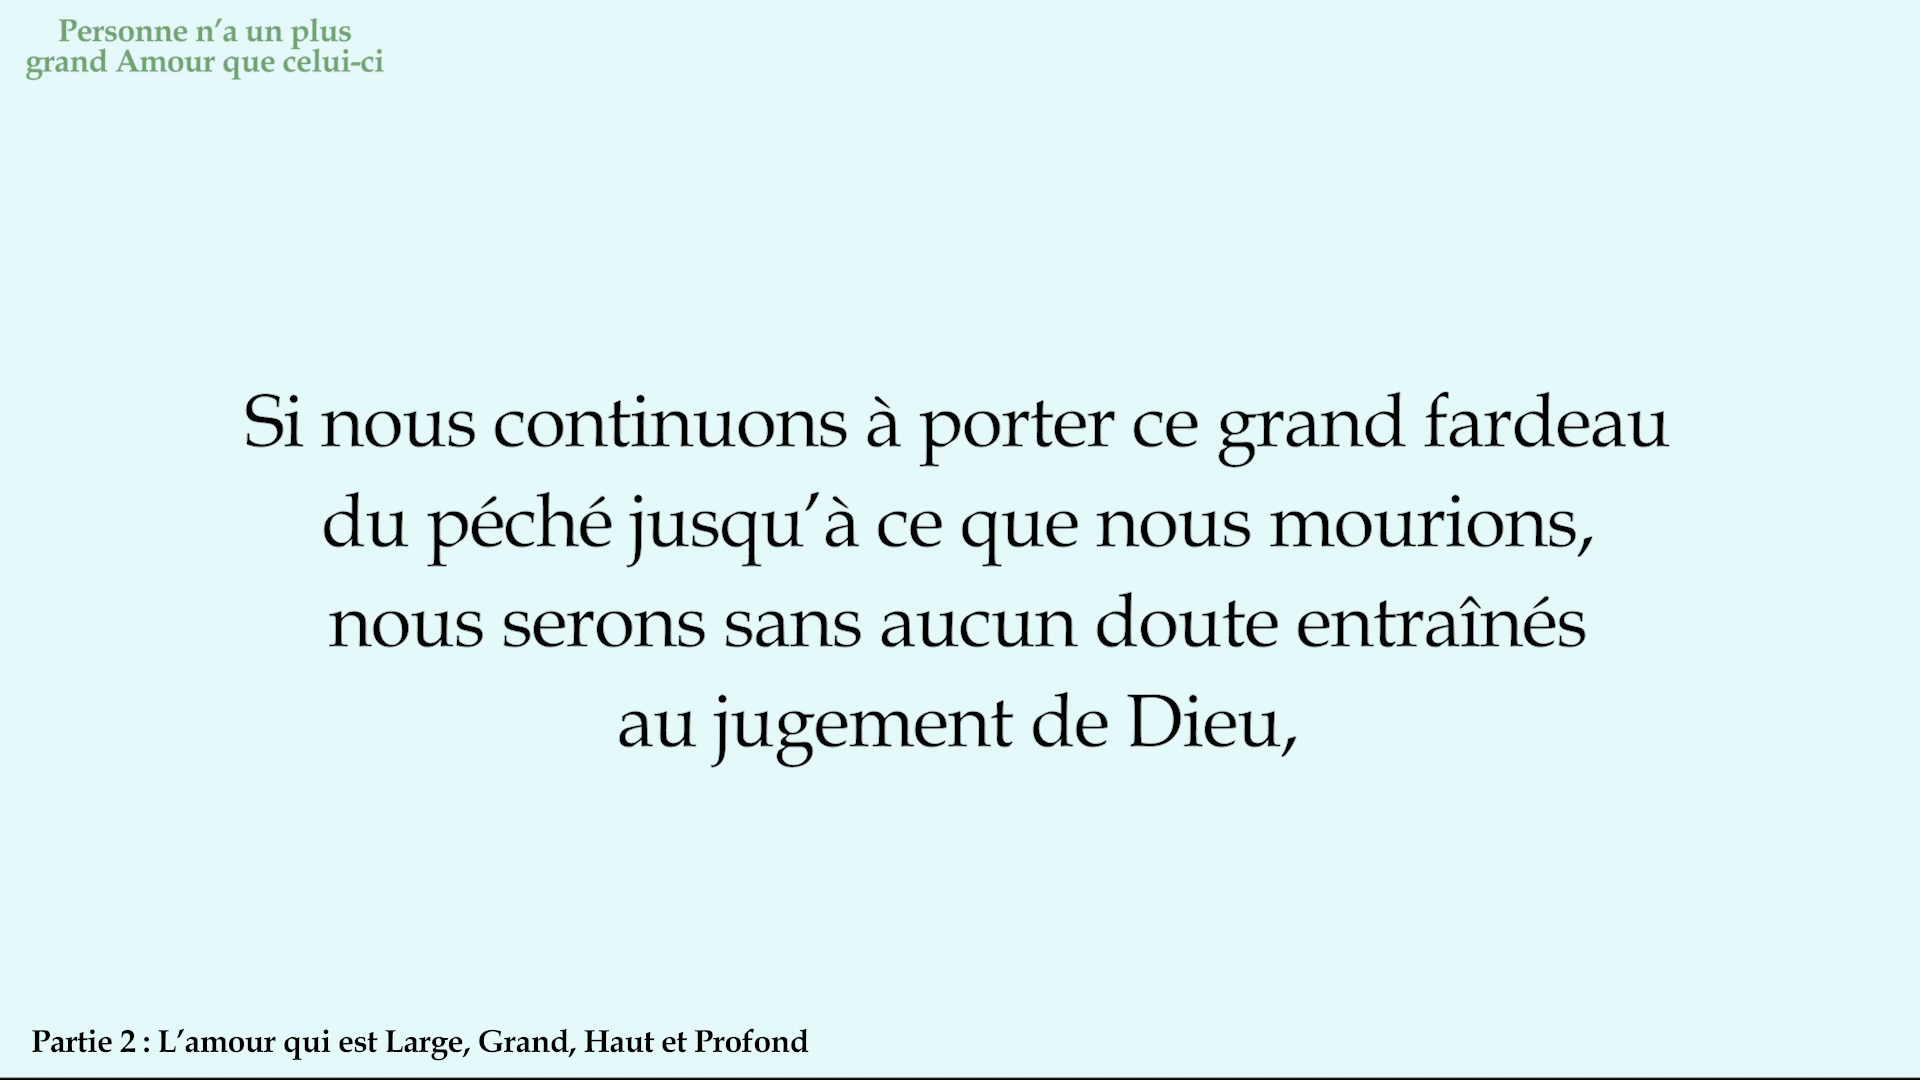 Personne n’a un plus
grand Amour que celui-ci
Si nous continuons à porter ce grand fardeau
du péché jusqu’à ce que nous mourions,
nous serons sans aucun doute entraînés
au jugement de Dieu,
Partie 2 : L’amour qui est Large, Grand, Haut et Profond